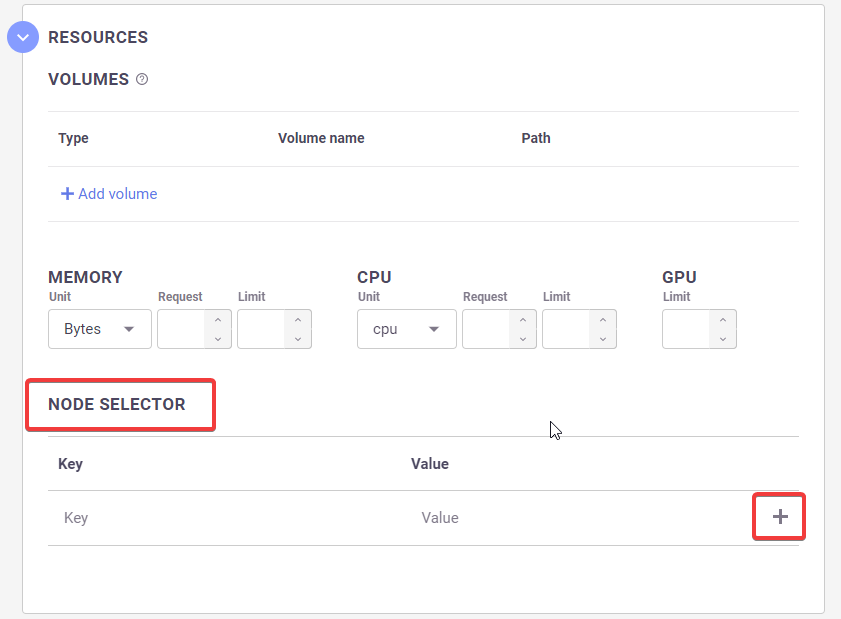 RESOURCES
VOLUMES
Type Volume name Path
+ Add volume
MEMORY CPU GPU
Unit Request Limit Unit Request Limit Limit
Bytes cpu
NODE SELECTOR
Key Value
Key Value +